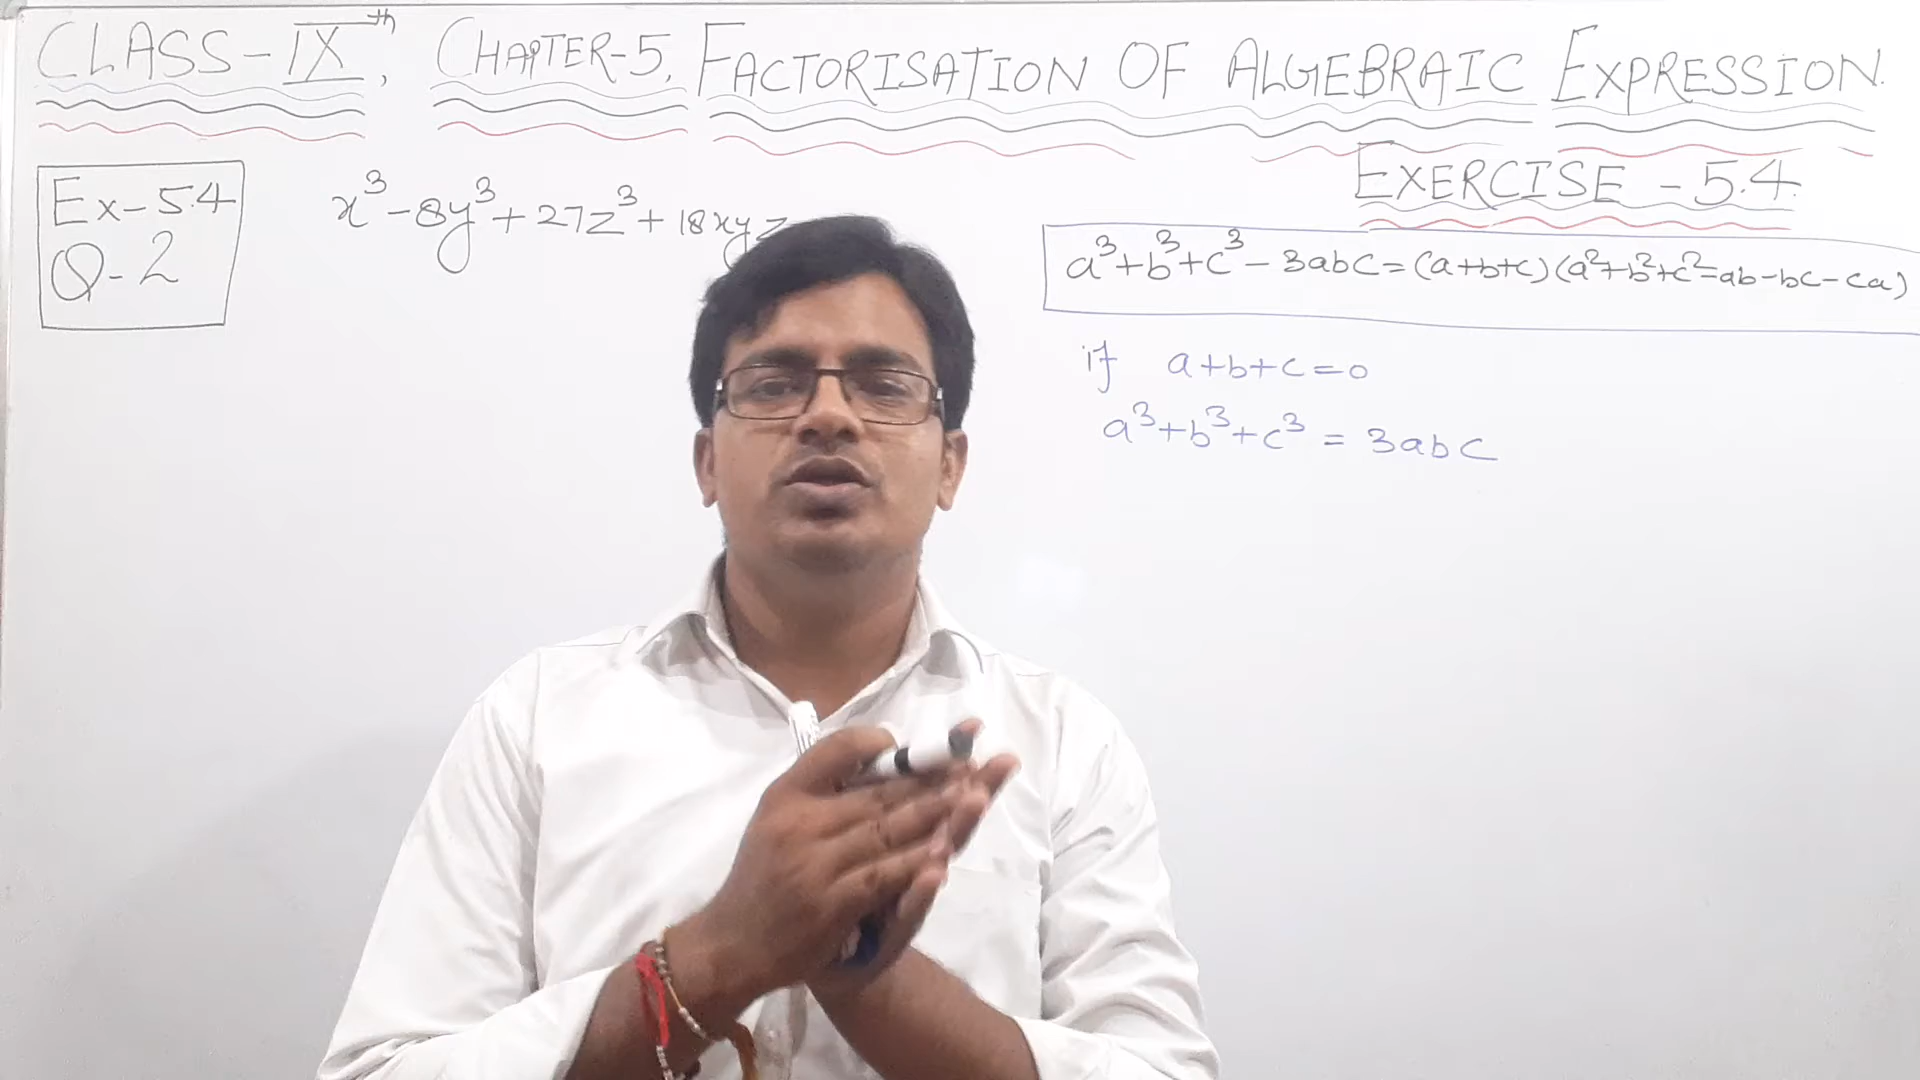 CLASS-IXth, CHAPTER-5, FACTORISATION OF ALGEBRAIC EXPRESSION.
EXERCISE - 5.4.
Ex-5.4
Q-2
x³-8y³+27z³+18xyz
a³+b³+c³-3abc=(a+b+c)(a²+b²+c²-ab-bc-ca)
if a+b+c=0
a³+b³+c³ = 3abc